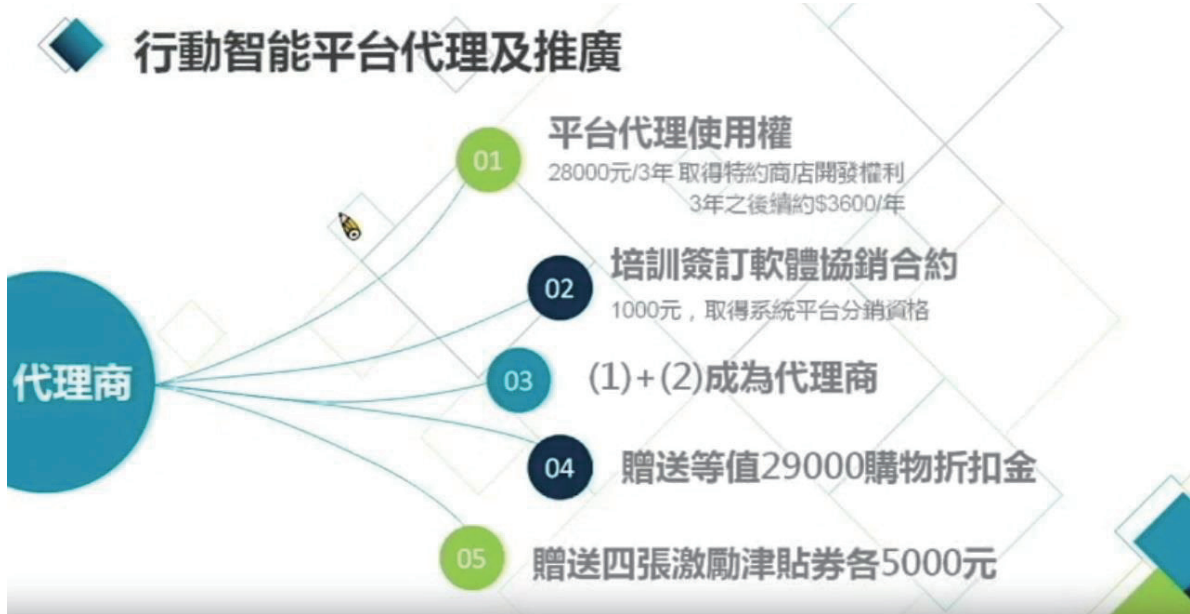 行動智能平台代理及推廣
代理商
01
平台代理使用權
28000元/3年 取得特約商店開發權利
3年之後續約$3600/年
02
培訓簽訂軟體協銷合約
1000元，取得系統平台分銷資格
03
(1)+(2)成為代理商
04
贈送等值29000購物折扣金
05
贈送四張激勵津貼券各5000元